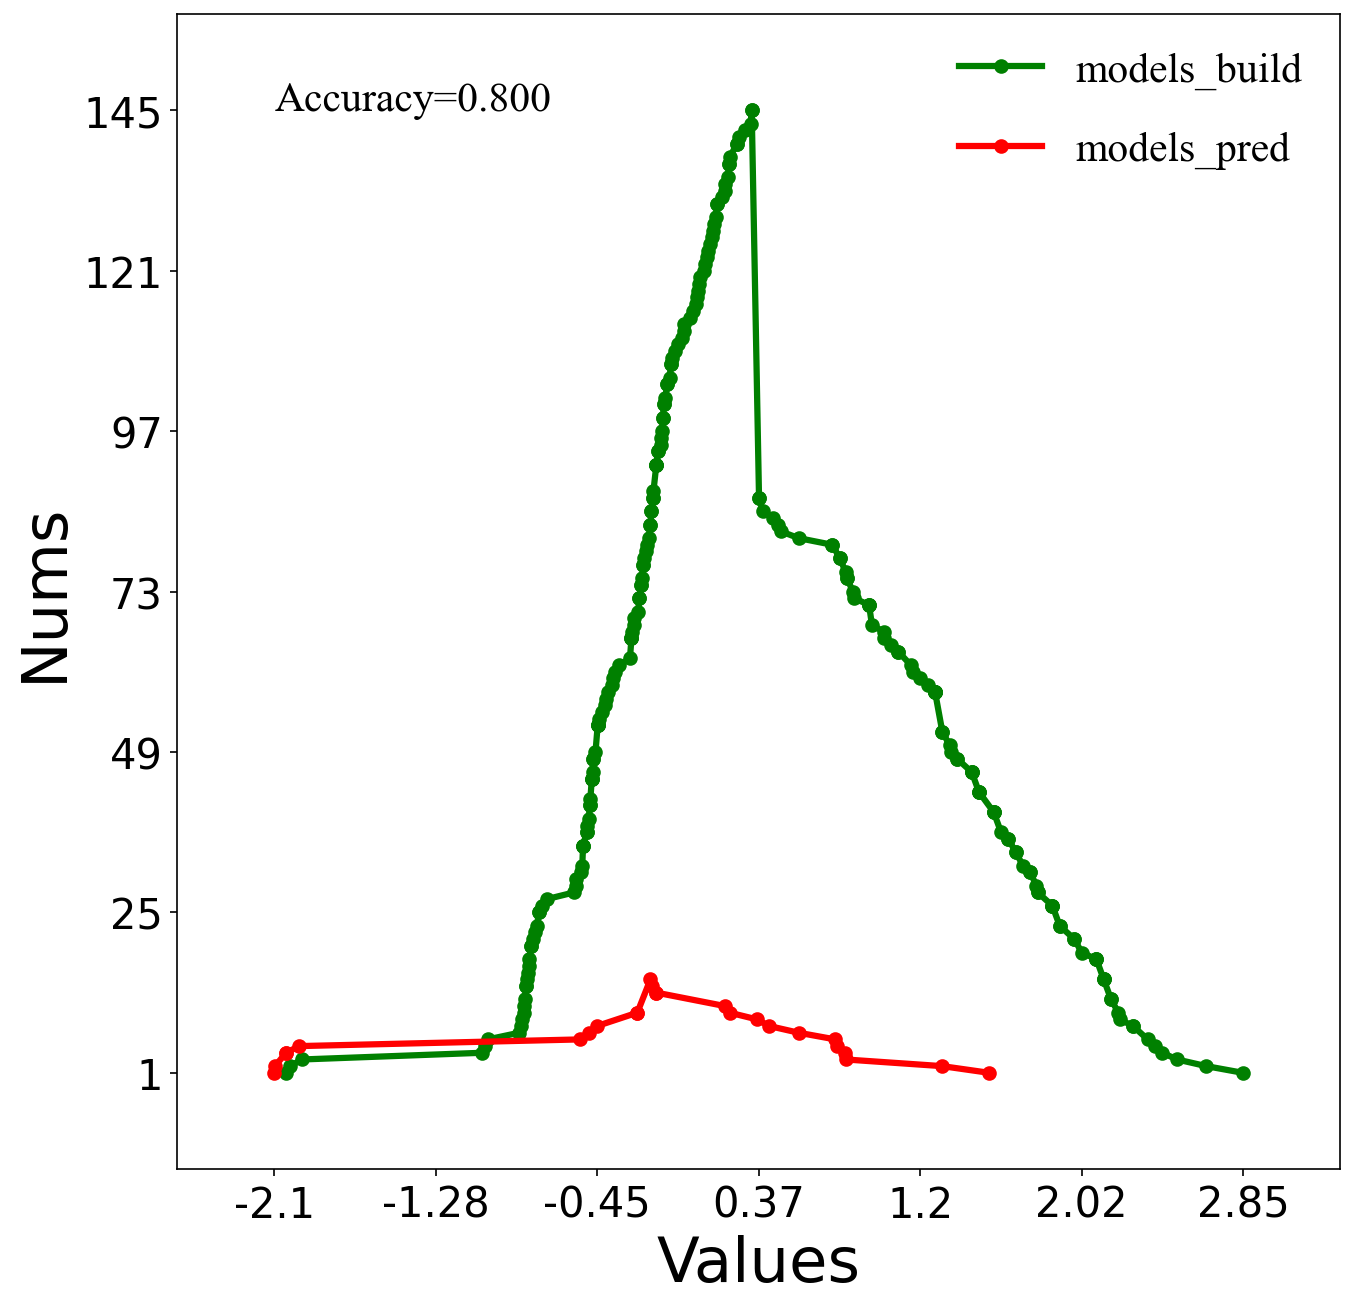 Accuracy=0.800
models_build
models_pred
145
121
97
73
49
25
1
Nums
-2.1 -1.28 -0.45 0.37 1.2 2.02 2.85
Values